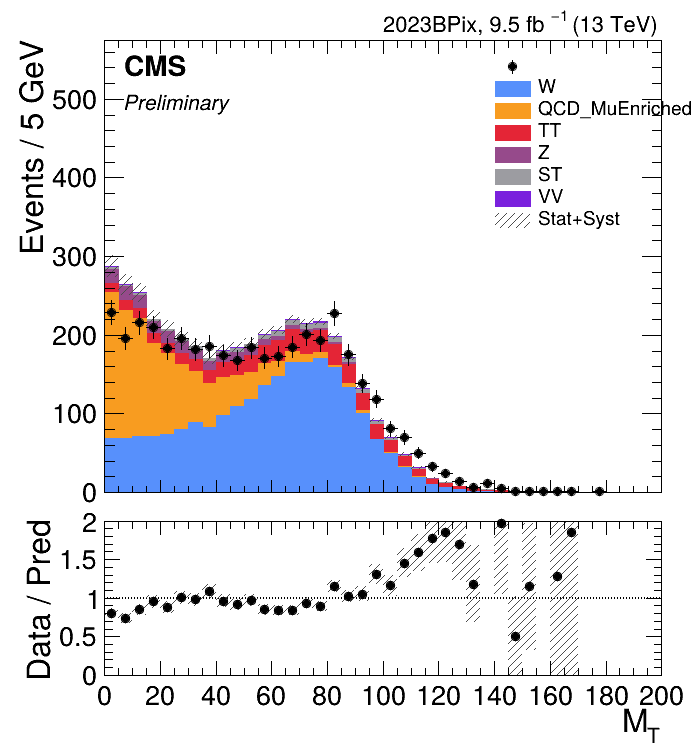 2023BPix, 9.5 fb⁻¹ (13 TeV)
CMS
Preliminary
W
QCD_MuEnriched
TT
Z
ST
VV
Stat+Syst
Events / 5 GeV
500
400
300
200
100
0
Data / Pred
2
1.5
1
0.5
0
0 20 40 60 80 100 120 140 160 180 200
M_T